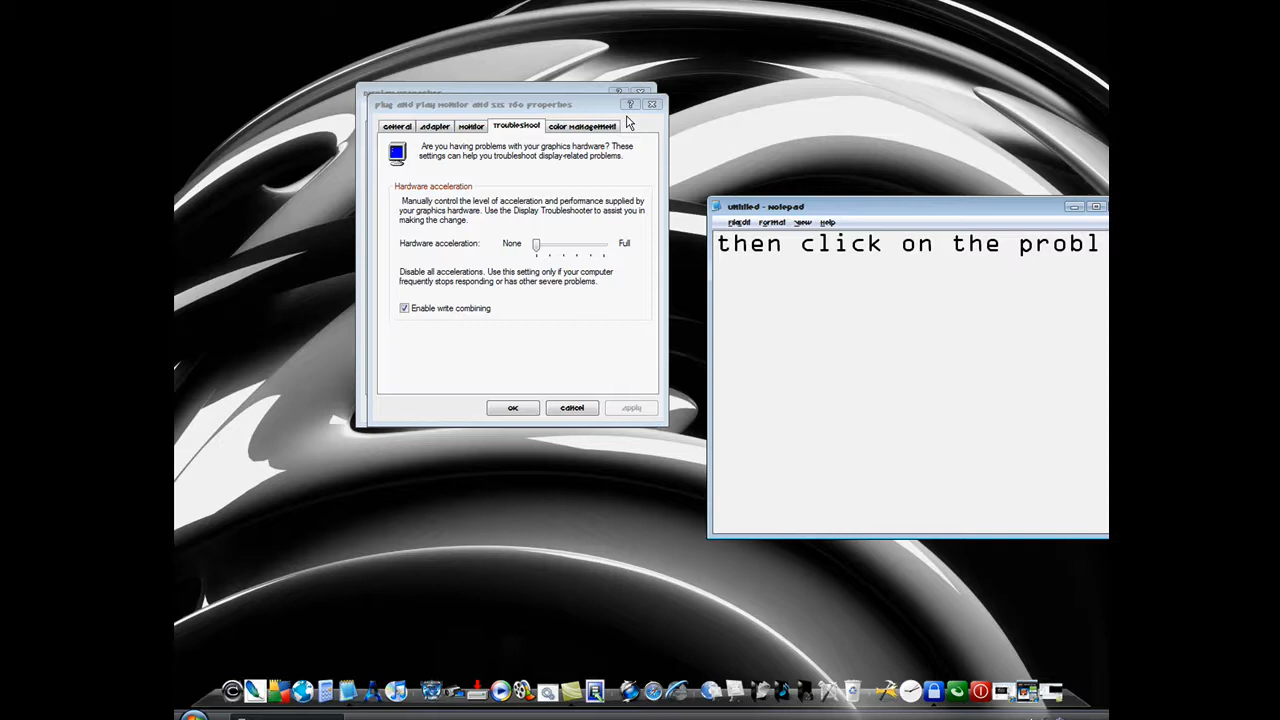 Plug and Play Monitor and SiS 760 Properties
General Adapter Monitor Troubleshoot Color Management
Are you having problems with your graphics hardware? These
settings can help you troubleshoot display-related problems.
Hardware acceleration
Manually control the level of acceleration and performance supplied by
your graphics hardware. Use the Display Troubleshooter to assist you in
making the change.
Hardware acceleration: None Full
Disable all accelerations. Use this setting only if your computer
frequently stops responding or has other severe problems.
Enable write combining
OK Cancel Apply
Untitled - Notepad
File Edit Format View Help
then click on the probl